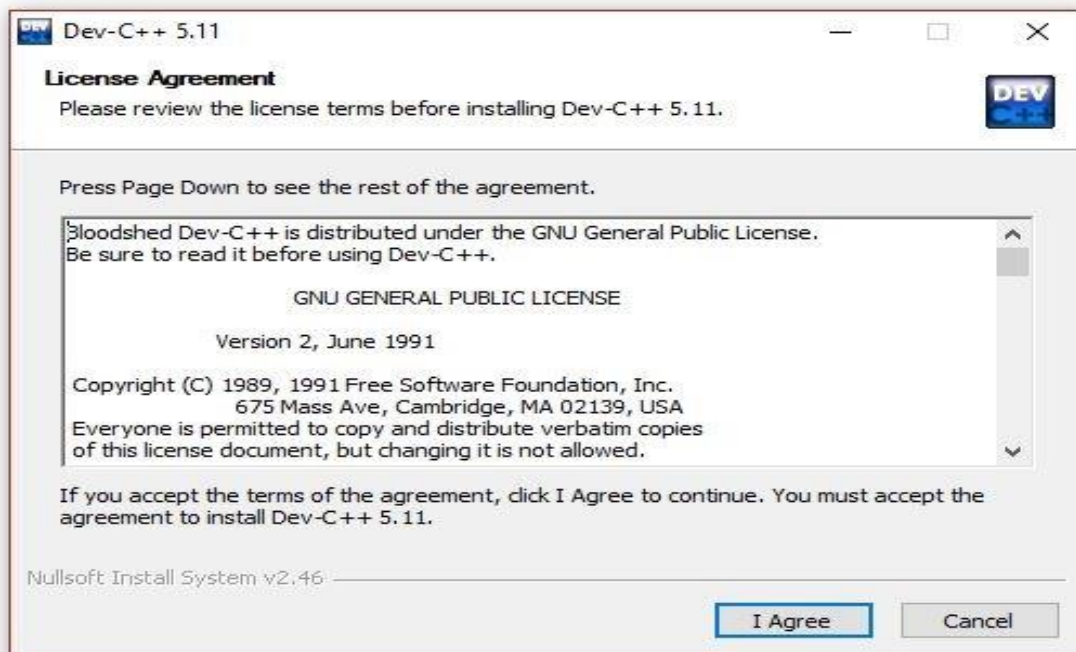 Dev-C++ 5.11
License Agreement
Please review the license terms before installing Dev-C++ 5.11.
DEV
C++
Press Page Down to see the rest of the agreement.
Bloodshed Dev-C++ is distributed under the GNU General Public License.
Be sure to read it before using Dev-C++.
GNU GENERAL PUBLIC LICENSE
Version 2, June 1991
Copyright (C) 1989, 1991 Free Software Foundation, Inc.
675 Mass Ave, Cambridge, MA 02139, USA
Everyone is permitted to copy and distribute verbatim copies
of this license document, but changing it is not allowed.
If you accept the terms of the agreement, click I Agree to continue. You must accept the
agreement to install Dev-C++ 5.11.
Nullsoft Install System v2.46
I Agree
Cancel